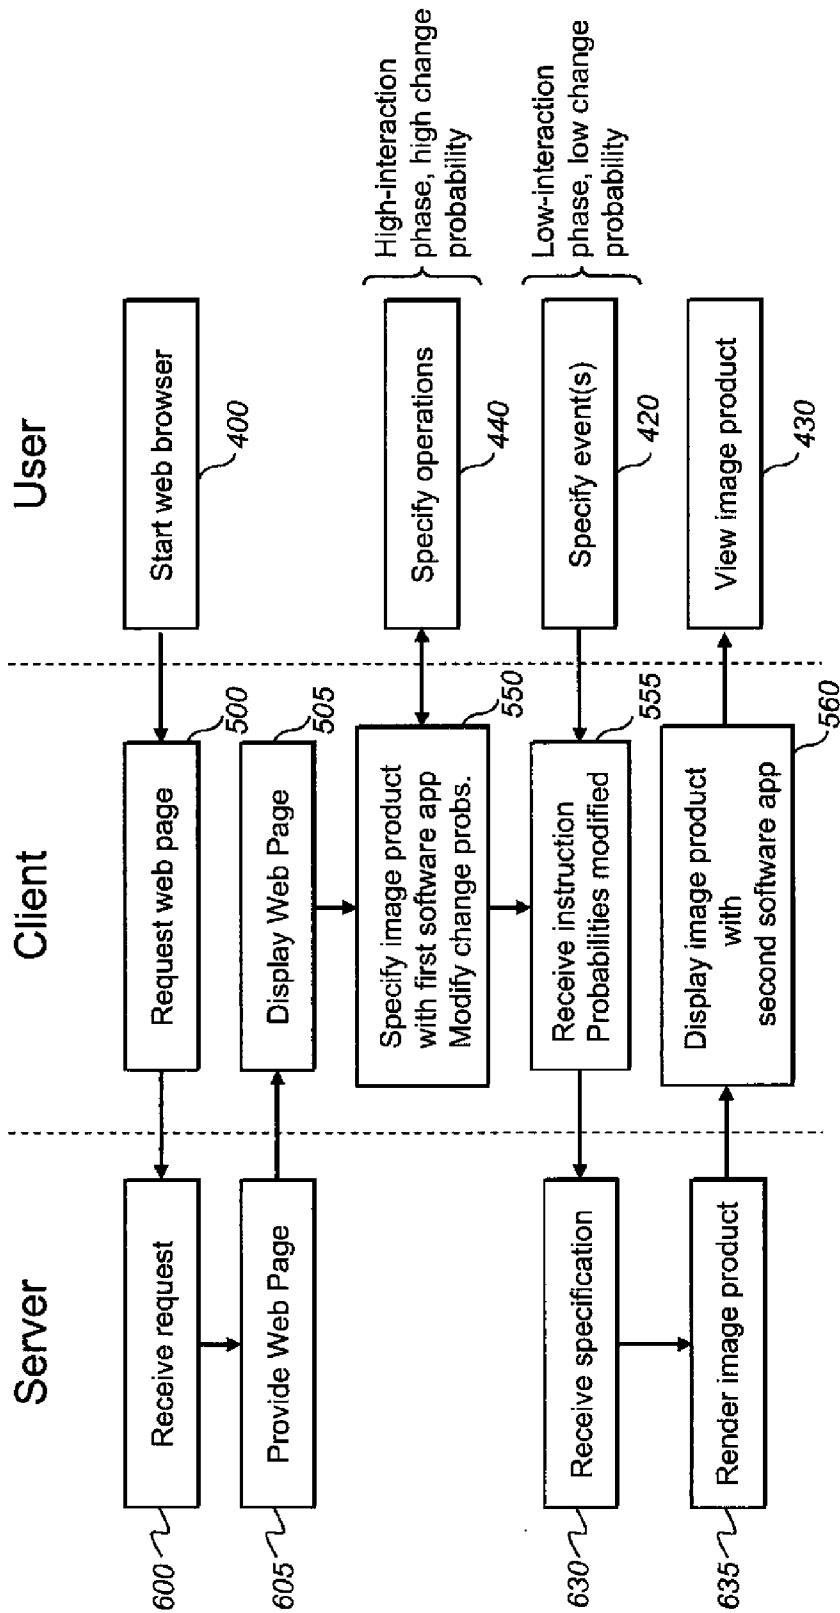 Server
Client
User
600
Receive request
Request web page
500
Start web browser
400
605
Provide Web Page
Display Web Page
505
Specify image product
with first software app
Modify change probs.
550
Specify operations
440
High-interaction
phase, high change
probability
630
Receive specification
Receive instruction
Probabilities modified
555
Specify event(s)
420
Low-interaction
phase, low change
probability
635
Render image product
Display image product
with
second software app
560
View image product
430